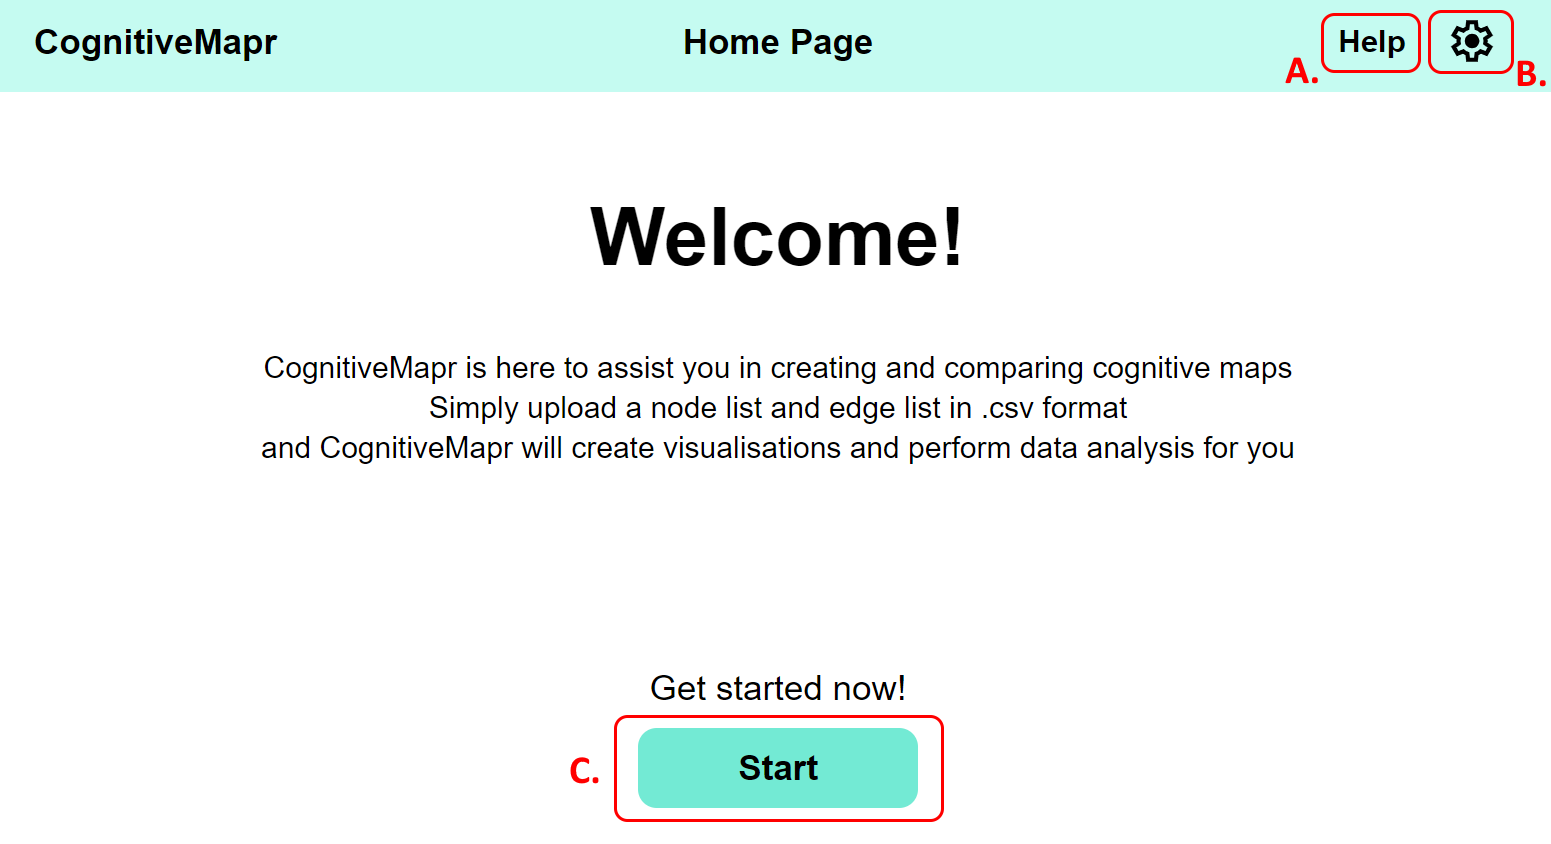 CognitiveMapr
Home Page
Help
A.
B.
Welcome!
CognitiveMapr is here to assist you in creating and comparing cognitive maps
Simply upload a node list and edge list in .csv format
and CognitiveMapr will create visualisations and perform data analysis for you
Get started now!
C.
Start